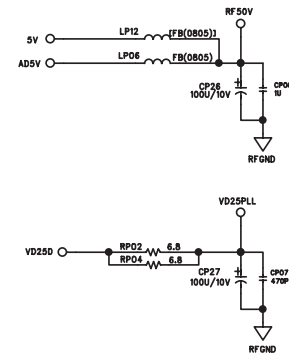 RF50V
LP12
[FB(0805)]
5V
LP06
FB(0805)
AD5V
CP26
100U/10V
1U
RFGND
VD25PLL
RP02
6.8
VD25D
RP04
6.8
CP27
100U/10V
CP07
470P
RFGND